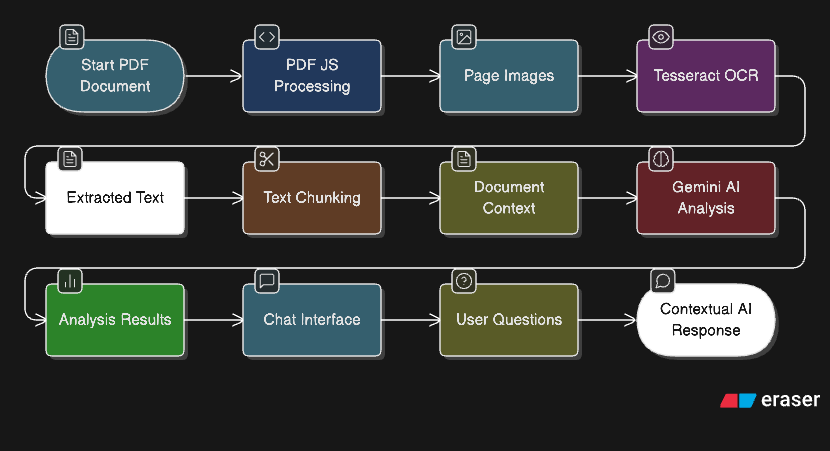 Start PDF
Document
PDF JS
Processing
Page Images
Tesseract OCR
Extracted Text
Text Chunking
Document
Context
Gemini AI
Analysis
Analysis Results
Chat Interface
User Questions
Contextual AI
Response
eraser